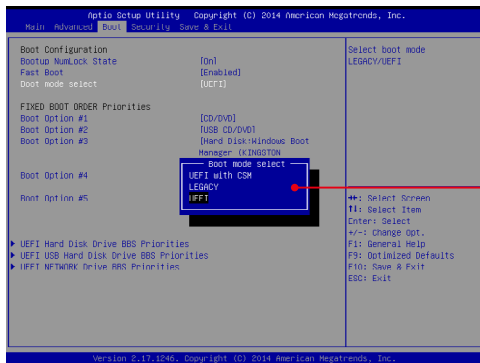 Aptio Setup Utility Copyright (C) 2014 American Megatrends, Inc.
Main Advanced Boot Security Save & Exit
Boot Configuration
Bootup NumLock State [On]
Fast Boot [Enabled]
Boot mode select [UEFI]
FIXED BOOT ORDER Priorities
Boot Option #1 [CD/DVD]
Boot Option #2 [USB CD/DVD]
Boot Option #3 [Hard Disk:Windows Boot
Manager (KINGSTON
Boot mode select
UEFI with CSM
LEGACY
UEFI
Boot Option #4
Boot Option #5
UEFI Hard Disk Drive BBS Priorities
UEFI USB Hard Disk Drive BBS Priorities
UEFI NETWORK Drive BBS Priorities
Select boot mode
LEGACY/UEFI
→←: Select Screen
↑↓: Select Item
Enter: Select
+/-: Change Opt.
F1: General Help
F9: Optimized Defaults
F10: Save & Exit
ESC: Exit
Version 2.17.1246. Copyright (C) 2014 American Megatrends, Inc.